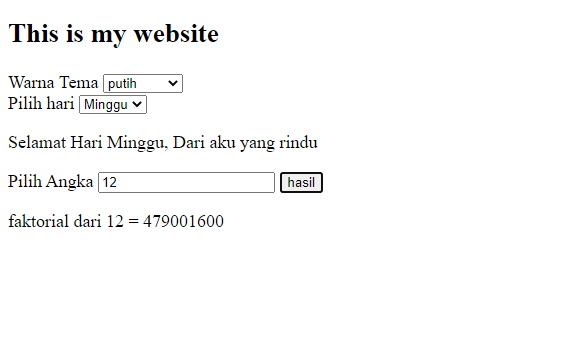 This is my website
Warna Tema putih
Pilih hari Minggu
Selamat Hari Minggu, Dari aku yang rindu
Pilih Angka 12 hasil
faktorial dari 12 = 479001600